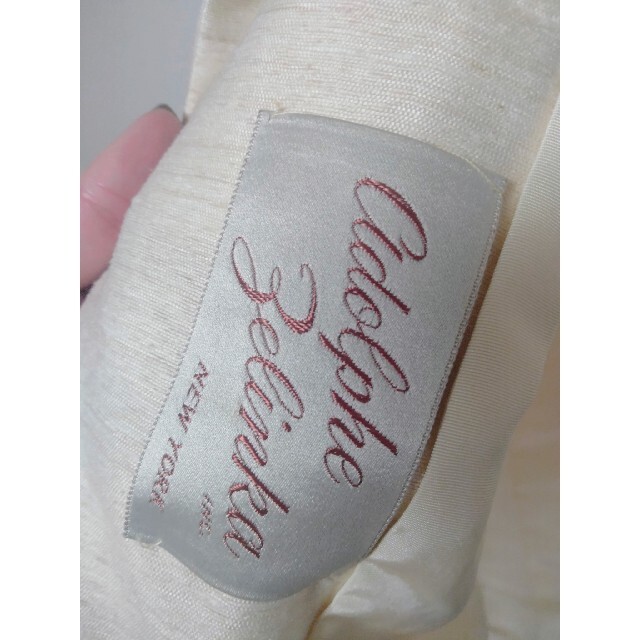 Adolphe
Zelinka
INC.
NEW YORK